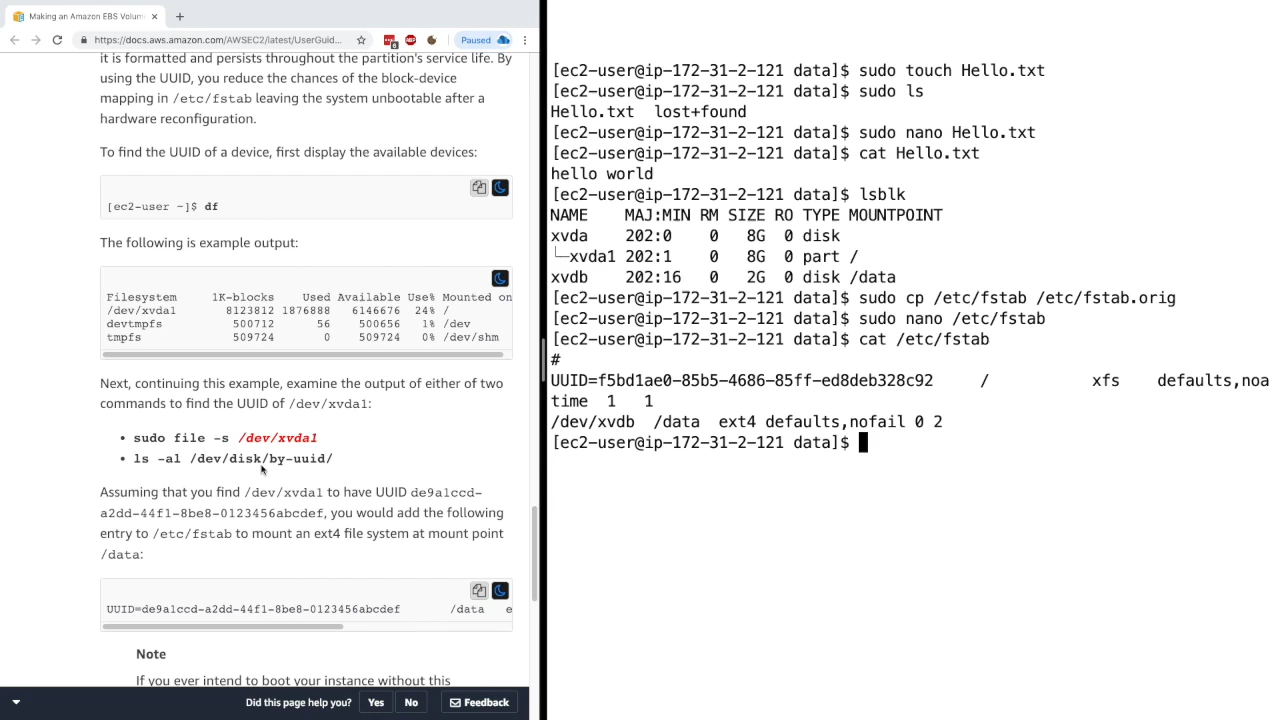 Making an Amazon EBS Volum
https://docs.aws.amazon.com/AWSEC2/latest/UserGuid...
6
ABP
Paused
it is formatted and persists throughout the partition's service life. By
using the UUID, you reduce the chances of the block-device
mapping in /etc/fstab leaving the system unbootable after a
hardware reconfiguration.
To find the UUID of a device, first display the available devices:
[ec2-user ~]$ df
The following is example output:
Filesystem 1K-blocks Used Available Use% Mounted on
/dev/xvda1 8123812 1876888 6146676 24% /
devtmpfs 500712 56 500656 1% /dev
tmpfs 509724 0 509724 0% /dev/shm
Next, continuing this example, examine the output of either of two
commands to find the UUID of /dev/xvda1:
• sudo file -s /dev/xvda1
• ls -al /dev/disk/by-uuid/
Assuming that you find /dev/xvda1 to have UUID de9a1ccd-
a2dd-44f1-8be8-0123456abcdef, you would add the following
entry to /etc/fstab to mount an ext4 file system at mount point
/data:
UUID=de9a1ccd-a2dd-44f1-8be8-0123456abcdef /data e
Note
If you ever intend to boot your instance without this
Did this page help you? Yes No Feedback
[ec2-user@ip-172-31-2-121 data]$ sudo touch Hello.txt
[ec2-user@ip-172-31-2-121 data]$ sudo ls
Hello.txt lost+found
[ec2-user@ip-172-31-2-121 data]$ sudo nano Hello.txt
[ec2-user@ip-172-31-2-121 data]$ cat Hello.txt
hello world
[ec2-user@ip-172-31-2-121 data]$ lsblk
NAME MAJ:MIN RM SIZE RO TYPE MOUNTPOINT
xvda 202:0 0 8G 0 disk
└─xvda1 202:1 0 8G 0 part /
xvdb 202:16 0 2G 0 disk /data
[ec2-user@ip-172-31-2-121 data]$ sudo cp /etc/fstab /etc/fstab.orig
[ec2-user@ip-172-31-2-121 data]$ sudo nano /etc/fstab
[ec2-user@ip-172-31-2-121 data]$ cat /etc/fstab
#
UUID=f5bd1ae0-85b5-4686-85ff-ed8deb328c92 / xfs defaults,noa
time 1 1
/dev/xvdb /data ext4 defaults,nofail 0 2
[ec2-user@ip-172-31-2-121 data]$